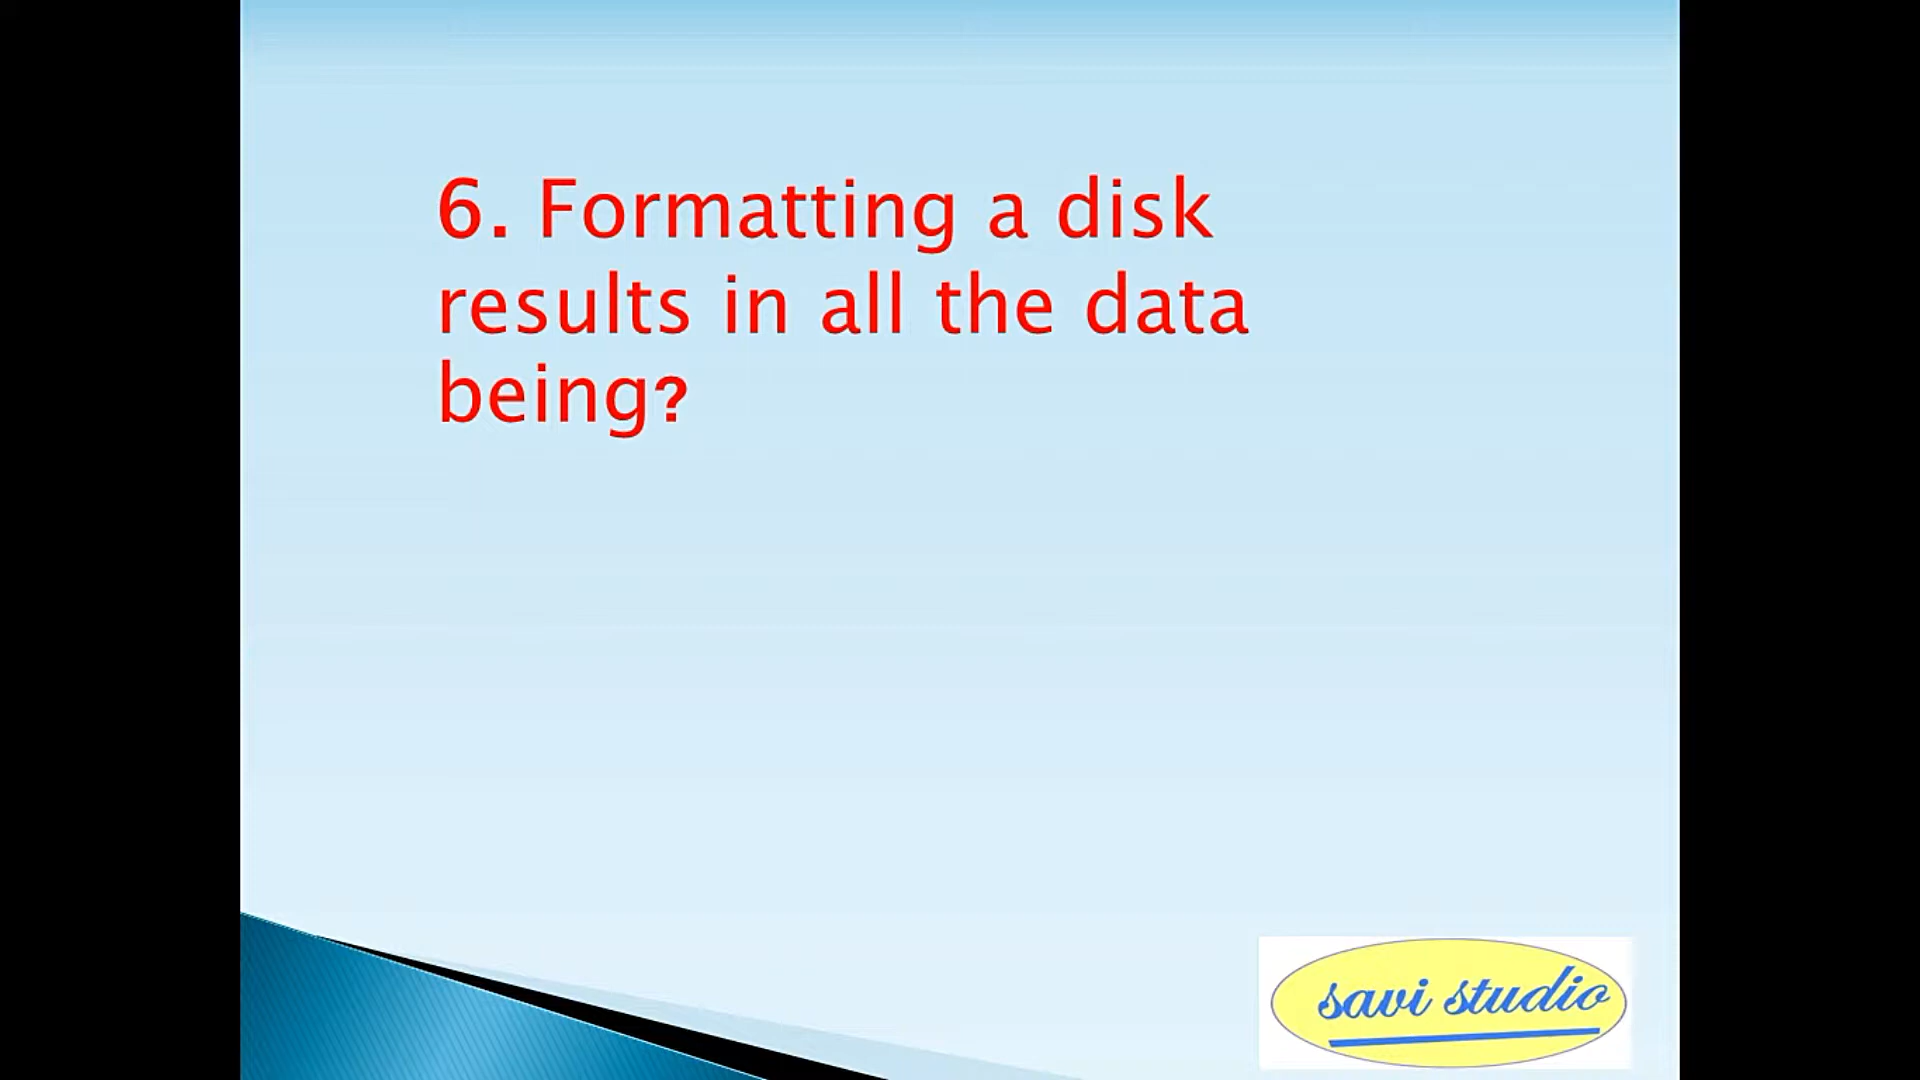 6. Formatting a disk
results in all the data
being?
savi studio